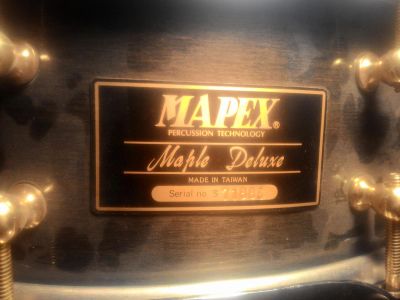 MAPEX®
PERCUSSION TECHNOLOGY
Maple Deluxe
MADE IN TAIWAN
Serial no.